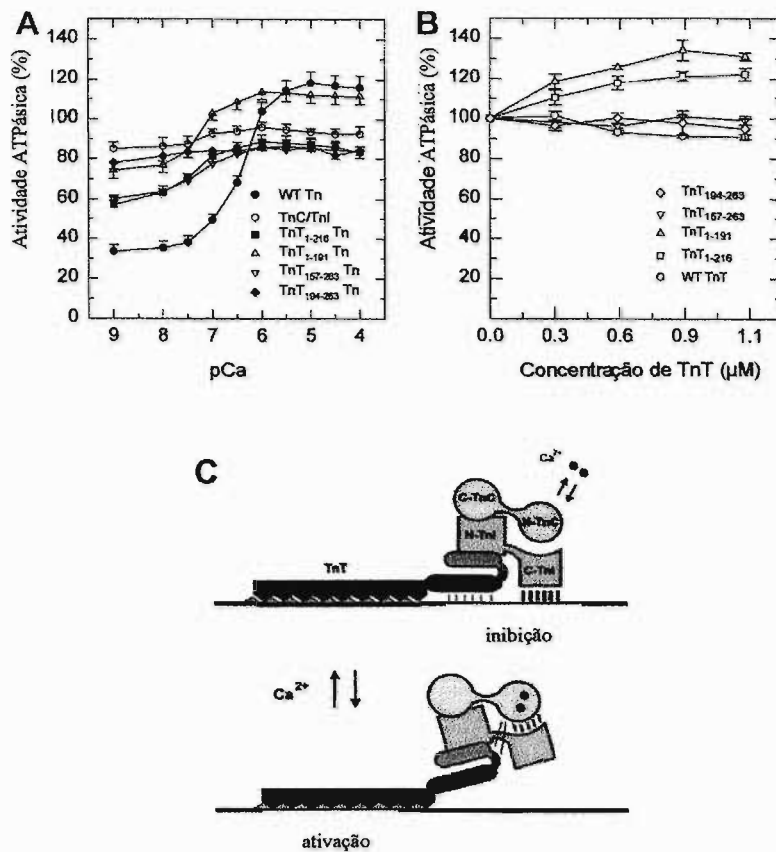 A
Atividade ATPásica (%)
140
120
100
80
60
40
20
0
9 8 7 6 5 4
pCa
WT Tn
TnC/TnI
TnT1-216 Tn
TnT1-191 Tn
TnT157-263 Tn
TnT194-263 Tn
B
Atividade ATPásica (%)
140
120
100
80
60
40
20
0
0.0 0.3 0.6 0.9 1.1
Concentração de TnT (µM)
TnT194-263
TnT157-263
TnT1-191
TnT1-216
WT TnT
C
Ca2+
C-TnC
N-TnC
N-TnI
C-TnI
TnT
inibição
Ca2+
ativação